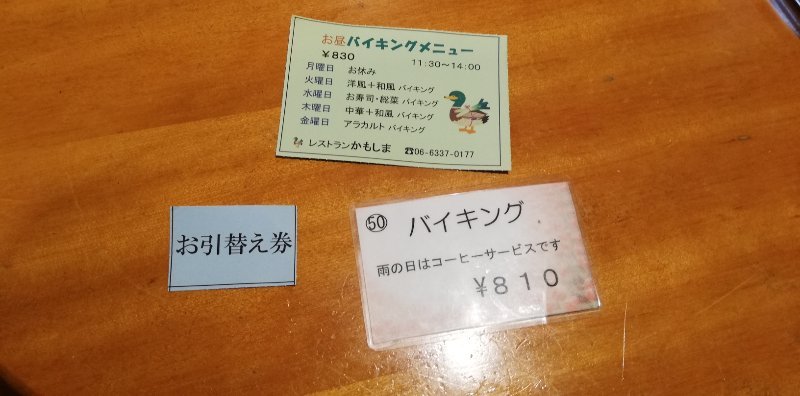 お昼バイキングメニュー
￥830 11:30～14:00
月曜日 お休み
火曜日 洋風＋和風 バイキング
水曜日 お寿司・総菜 バイキング
木曜日 中華＋和風 バイキング
金曜日 アラカルト バイキング
レストランかもしま ☎06-6337-0177
お引替え券
㊿ バイキング
雨の日はコーヒーサービスです
￥８１０